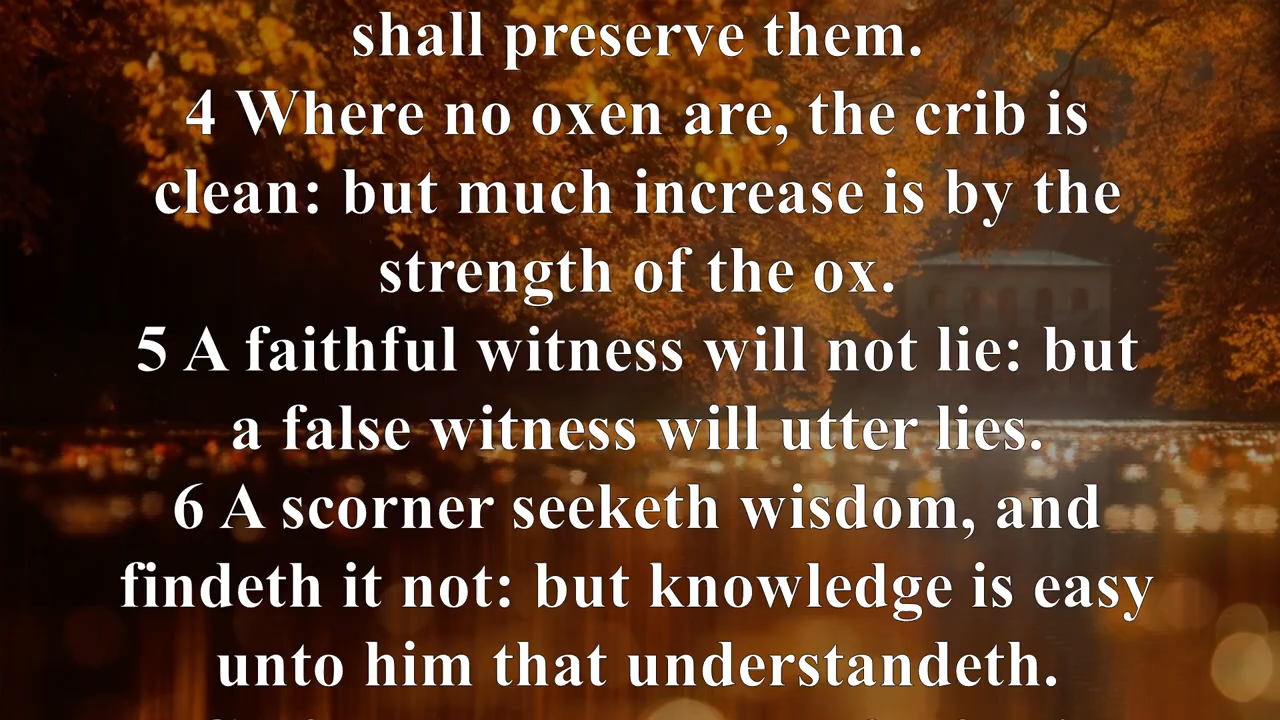 shall preserve them.
4 Where no oxen are, the crib is
clean: but much increase is by the
strength of the ox.
5 A faithful witness will not lie: but
a false witness will utter lies.
6 A scorner seeketh wisdom, and
findeth it not: but knowledge is easy
unto him that understandeth.